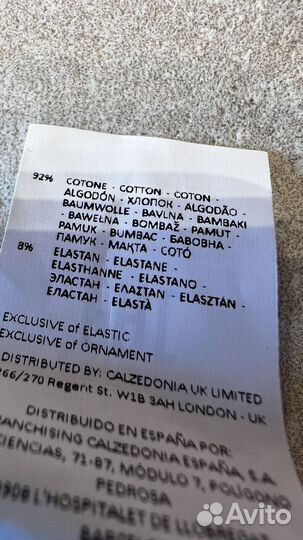 92% COTONE - COTTON - COTON -
ALGODÓN - ХЛОПОК - ALGODÃO -
BAUMWOLLE - BAVLNA - BAMBAKI
- BAWEŁNA - BOMBAŽ - PAMUT -
PAMUK - BUMBAC - БАВОВНА -
ПАМУК - МАҚТА - COTÓ
8% ELASTAN - ELASTANE -
ELASTHANNE - ELASTANO -
ЭЛАСТАН - ΕΛΑΣΤΑΝ - ELASZTÁN -
ЕЛАСТАН - ELASTÀ
EXCLUSIVE of ELASTIC
EXCLUSIVE of ORNAMENT
DISTRIBUTED BY: CALZEDONIA UK LIMITED
266/270 Regent St. W1B 3AH LONDON - UK
DISTRIBUIDO EN ESPAÑA POR:
FRANCHISING CALZEDONIA ESPAÑA, S.A.
CIENCIAS, 71-87, MÓDULO 7, POLÍGONO
PEDROSA
08908 L'HOSPITALET DE LLOBREGAT
Avito